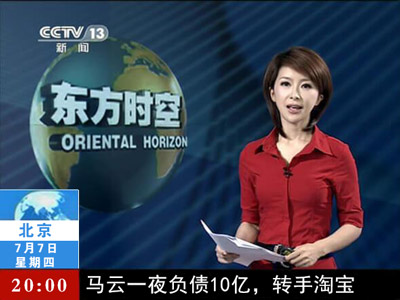 CCTV 13
新闻
东方时空
ORIENTAL HORIZON
北京
7月7日
星期四
20:00
马云一夜负债10亿，转手淘宝